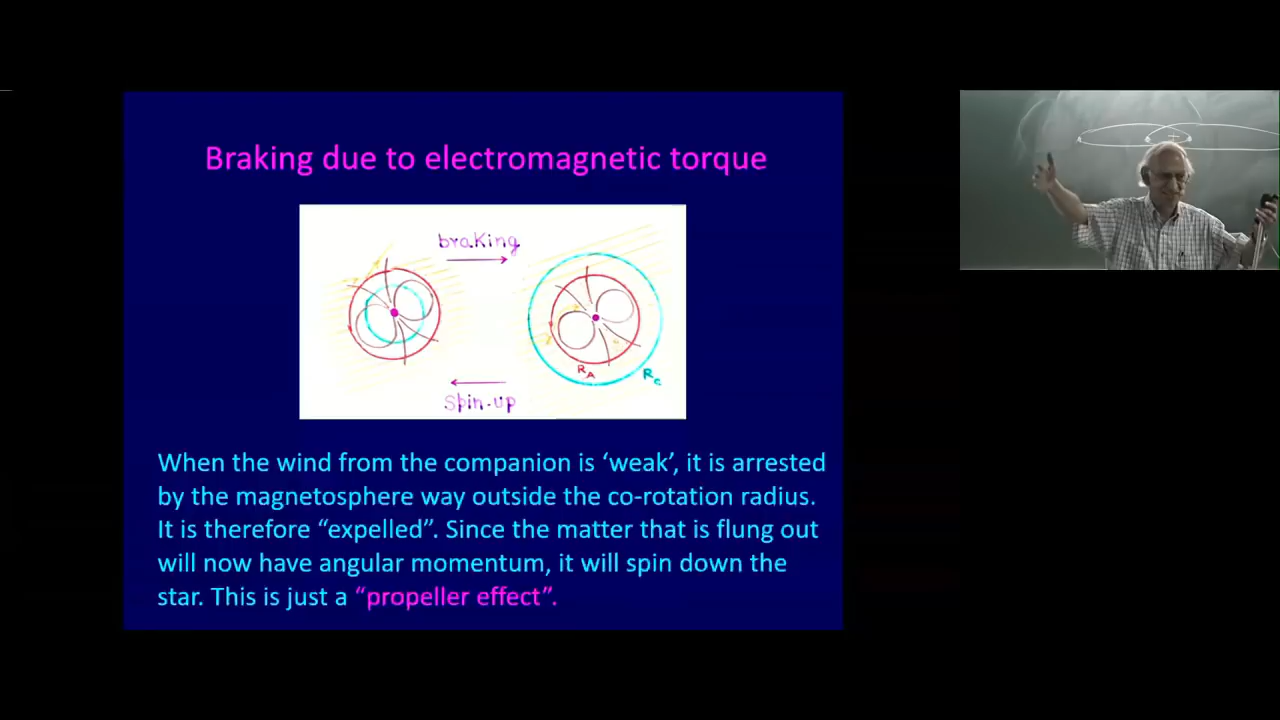 Braking due to electromagnetic torque
braking
R_A
R_c
spin-up
When the wind from the companion is ‘weak’, it is arrested
by the magnetosphere way outside the co-rotation radius.
It is therefore “expelled”. Since the matter that is flung out
will now have angular momentum, it will spin down the
star. This is just a “propeller effect”.